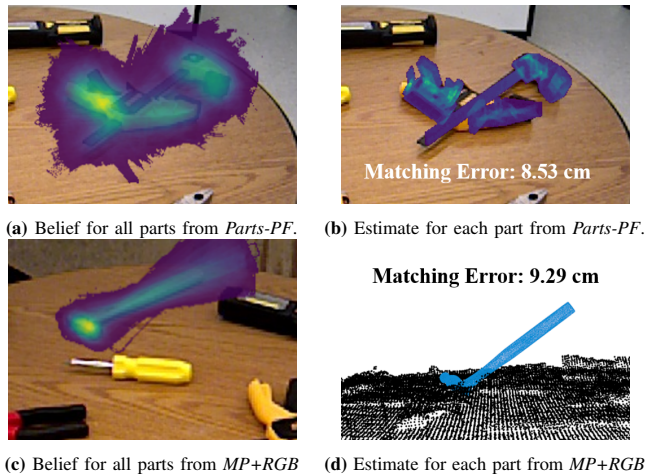 Matching Error: 8.53 cm
(a) Belief for all parts from Parts-PF.
(b) Estimate for each part from Parts-PF.
Matching Error: 9.29 cm
(c) Belief for all parts from MP+RGB
(d) Estimate for each part from MP+RGB